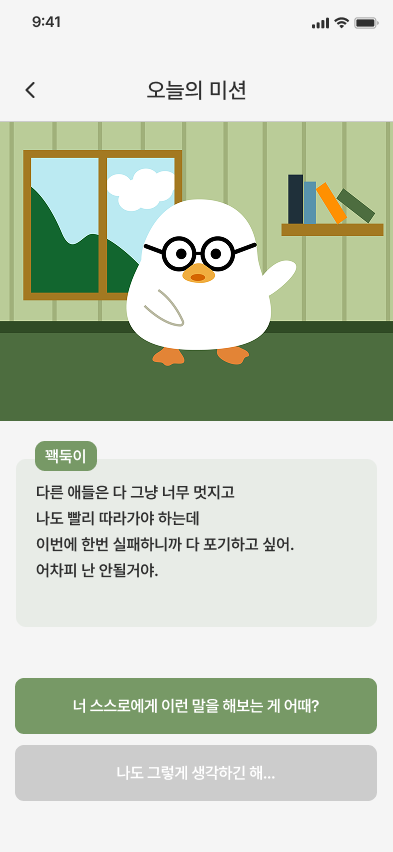 9:41
오늘의 미션
꽥둑이
다른 애들은 다 그냥 너무 멋지고
나도 빨리 따라가야 하는데
이번에 한번 실패하니까 다 포기하고 싶어.
어차피 난 안될거야.
너 스스로에게 이런 말을 해보는 게 어때?
나도 그렇게 생각하긴 해...